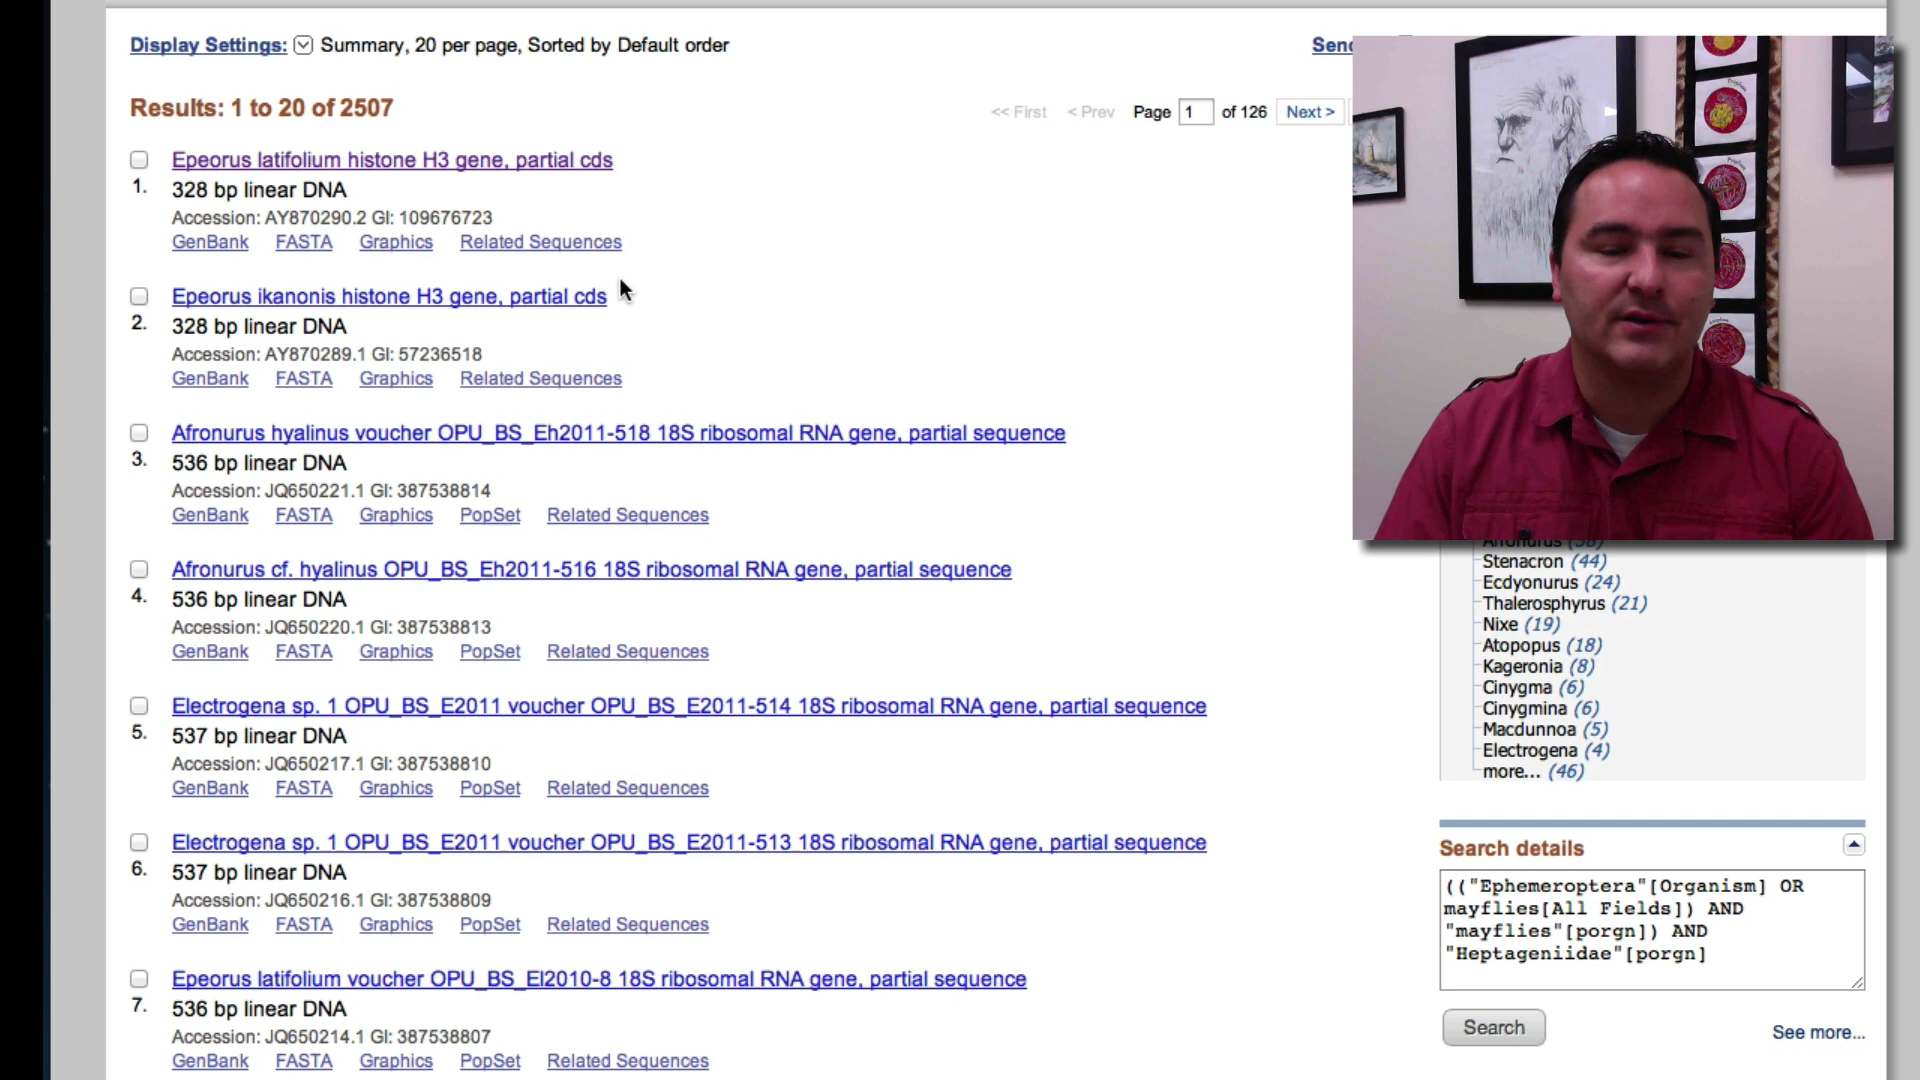 Display Settings: Summary, 20 per page, Sorted by Default order
Results: 1 to 20 of 2507
<< First < Prev Page 1 of 126 Next >
Epeorus latifolium histone H3 gene, partial cds
1. 328 bp linear DNA
Accession: AY870290.2 GI: 109676723
GenBank FASTA Graphics Related Sequences
Epeorus ikanonis histone H3 gene, partial cds
2. 328 bp linear DNA
Accession: AY870289.1 GI: 57236518
GenBank FASTA Graphics Related Sequences
Afronurus hyalinus voucher OPU_BS_Eh2011-518 18S ribosomal RNA gene, partial sequence
3. 536 bp linear DNA
Accession: JQ650221.1 GI: 387538814
GenBank FASTA Graphics PopSet Related Sequences
Afronurus cf. hyalinus OPU_BS_Eh2011-516 18S ribosomal RNA gene, partial sequence
4. 536 bp linear DNA
Accession: JQ650220.1 GI: 387538813
GenBank FASTA Graphics PopSet Related Sequences
Electrogena sp. 1 OPU_BS_E2011 voucher OPU_BS_E2011-514 18S ribosomal RNA gene, partial sequence
5. 537 bp linear DNA
Accession: JQ650217.1 GI: 387538810
GenBank FASTA Graphics PopSet Related Sequences
Electrogena sp. 1 OPU_BS_E2011 voucher OPU_BS_E2011-513 18S ribosomal RNA gene, partial sequence
6. 537 bp linear DNA
Accession: JQ650216.1 GI: 387538809
GenBank FASTA Graphics PopSet Related Sequences
Epeorus latifolium voucher OPU_BS_El2010-8 18S ribosomal RNA gene, partial sequence
7. 536 bp linear DNA
Accession: JQ650214.1 GI: 387538807
GenBank FASTA Graphics PopSet Related Sequences
Stenacron (44)
Ecdyonurus (24)
Thalerosphyrus (21)
Nixe (19)
Atopopus (18)
Kageronia (8)
Cinygma (6)
Cinygmina (6)
Macdunnoa (5)
Electrogena (4)
more... (46)
Search details
(("Ephemeroptera"[Organism] OR
mayflies[All Fields]) AND
"mayflies"[porgn]) AND
"Heptageniidae"[porgn]
Search
See more...